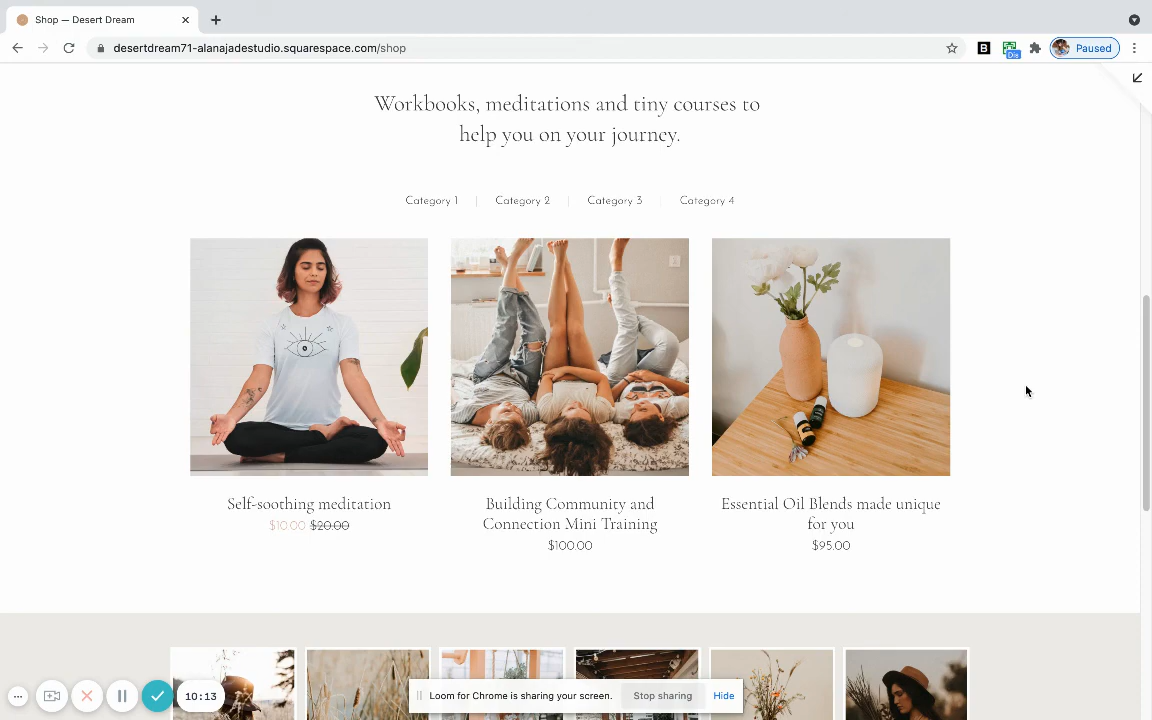 Shop — Desert Dream
desertdream71-alanajadestudio.squarespace.com/shop
B
Dis
Paused
Workbooks, meditations and tiny courses to
help you on your journey.
Category 1
Category 2
Category 3
Category 4
Self-soothing meditation
$10.00 $20.00
Building Community and
Connection Mini Training
$100.00
Essential Oil Blends made unique
for you
$95.00
10:13
Loom for Chrome is sharing your screen.
Stop sharing
Hide